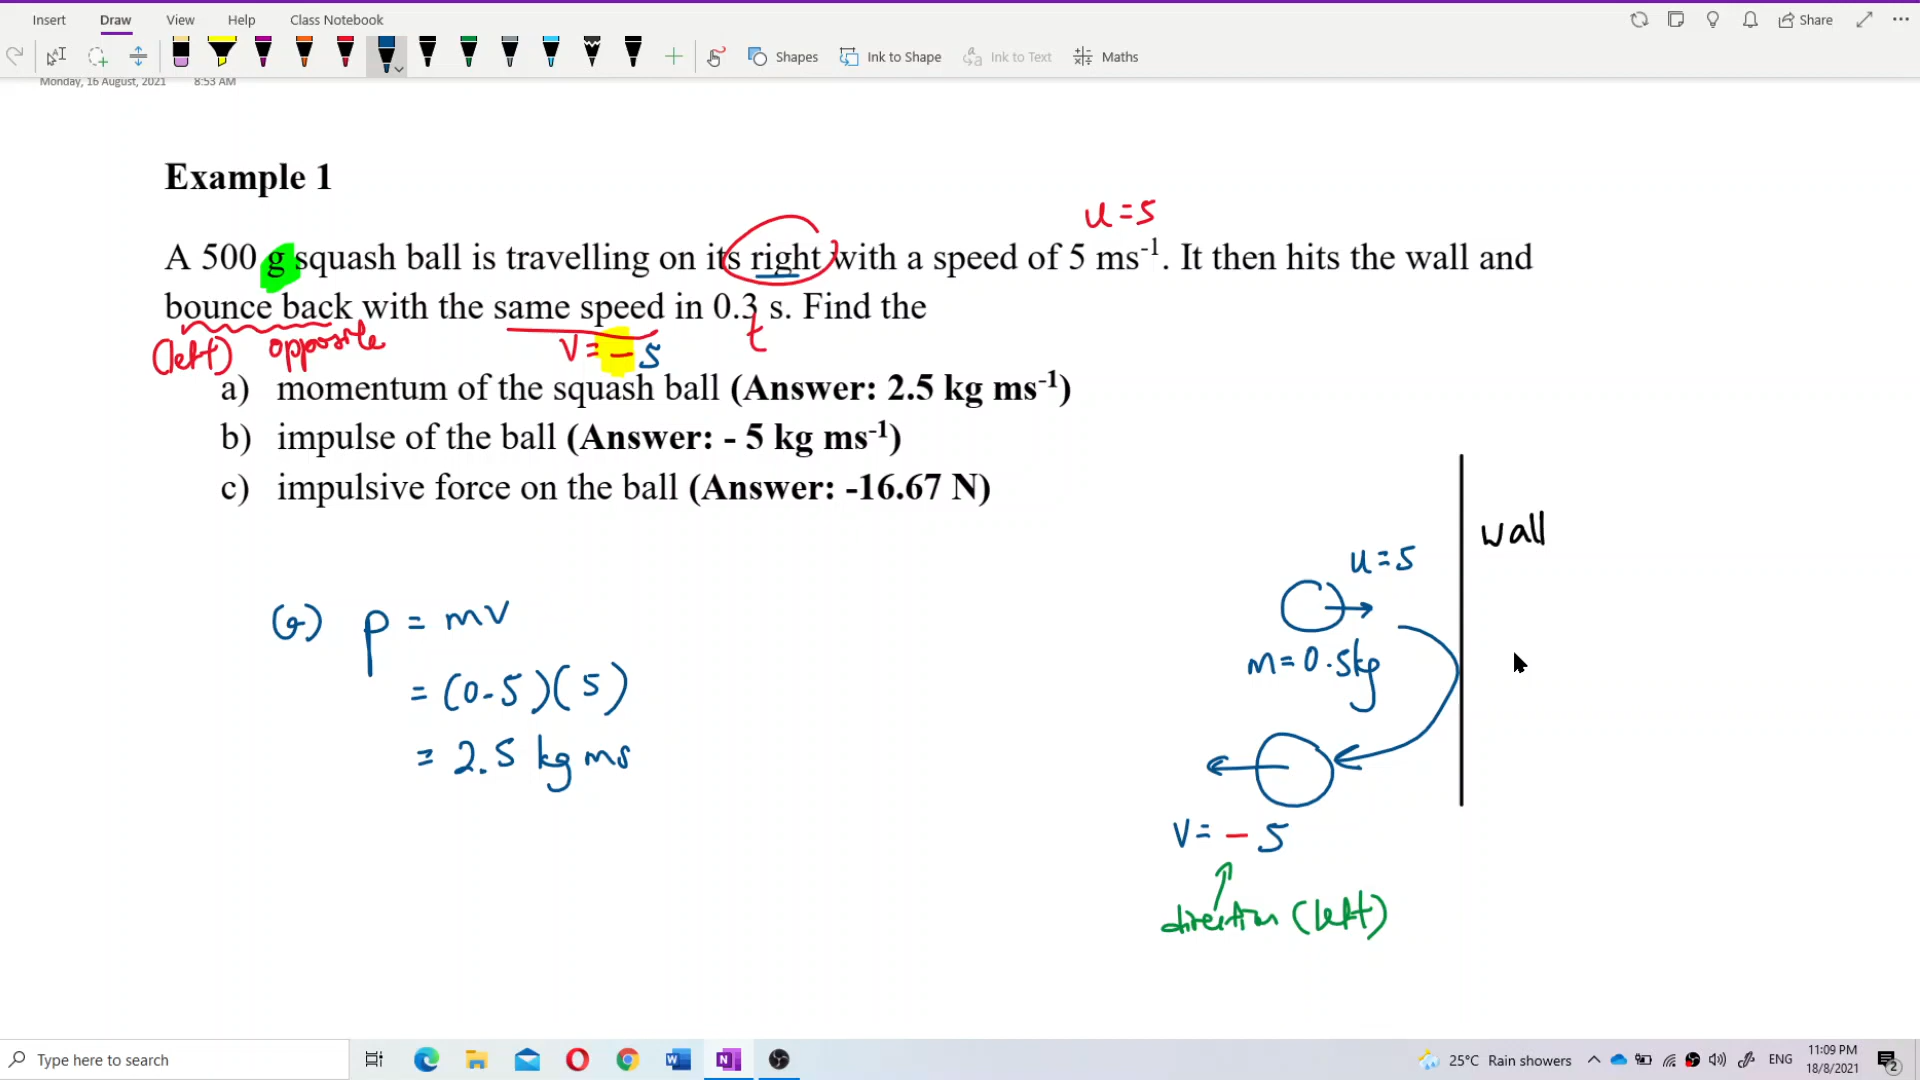 Insert Draw View Help Class Notebook Share
Shapes Ink to Shape Ink to Text Maths
Monday, 16 August, 2021 8:53 AM
Example 1
u = 5
A 500 g squash ball is travelling on its right with a speed of 5 ms-1. It then hits the wall and
bounce back with the same speed in 0.3 s. Find the
(left) opposite v = - 5 t
a) momentum of the squash ball (Answer: 2.5 kg ms-1)
b) impulse of the ball (Answer: - 5 kg ms-1)
c) impulsive force on the ball (Answer: -16.67 N)
wall
u = 5
(a) p = mv
m = 0.5kg
= (0.5)(5)
= 2.5 kg ms
v = - 5
direction (left)
Type here to search 25°C Rain showers ENG 11:09 PM
18/8/2021 2